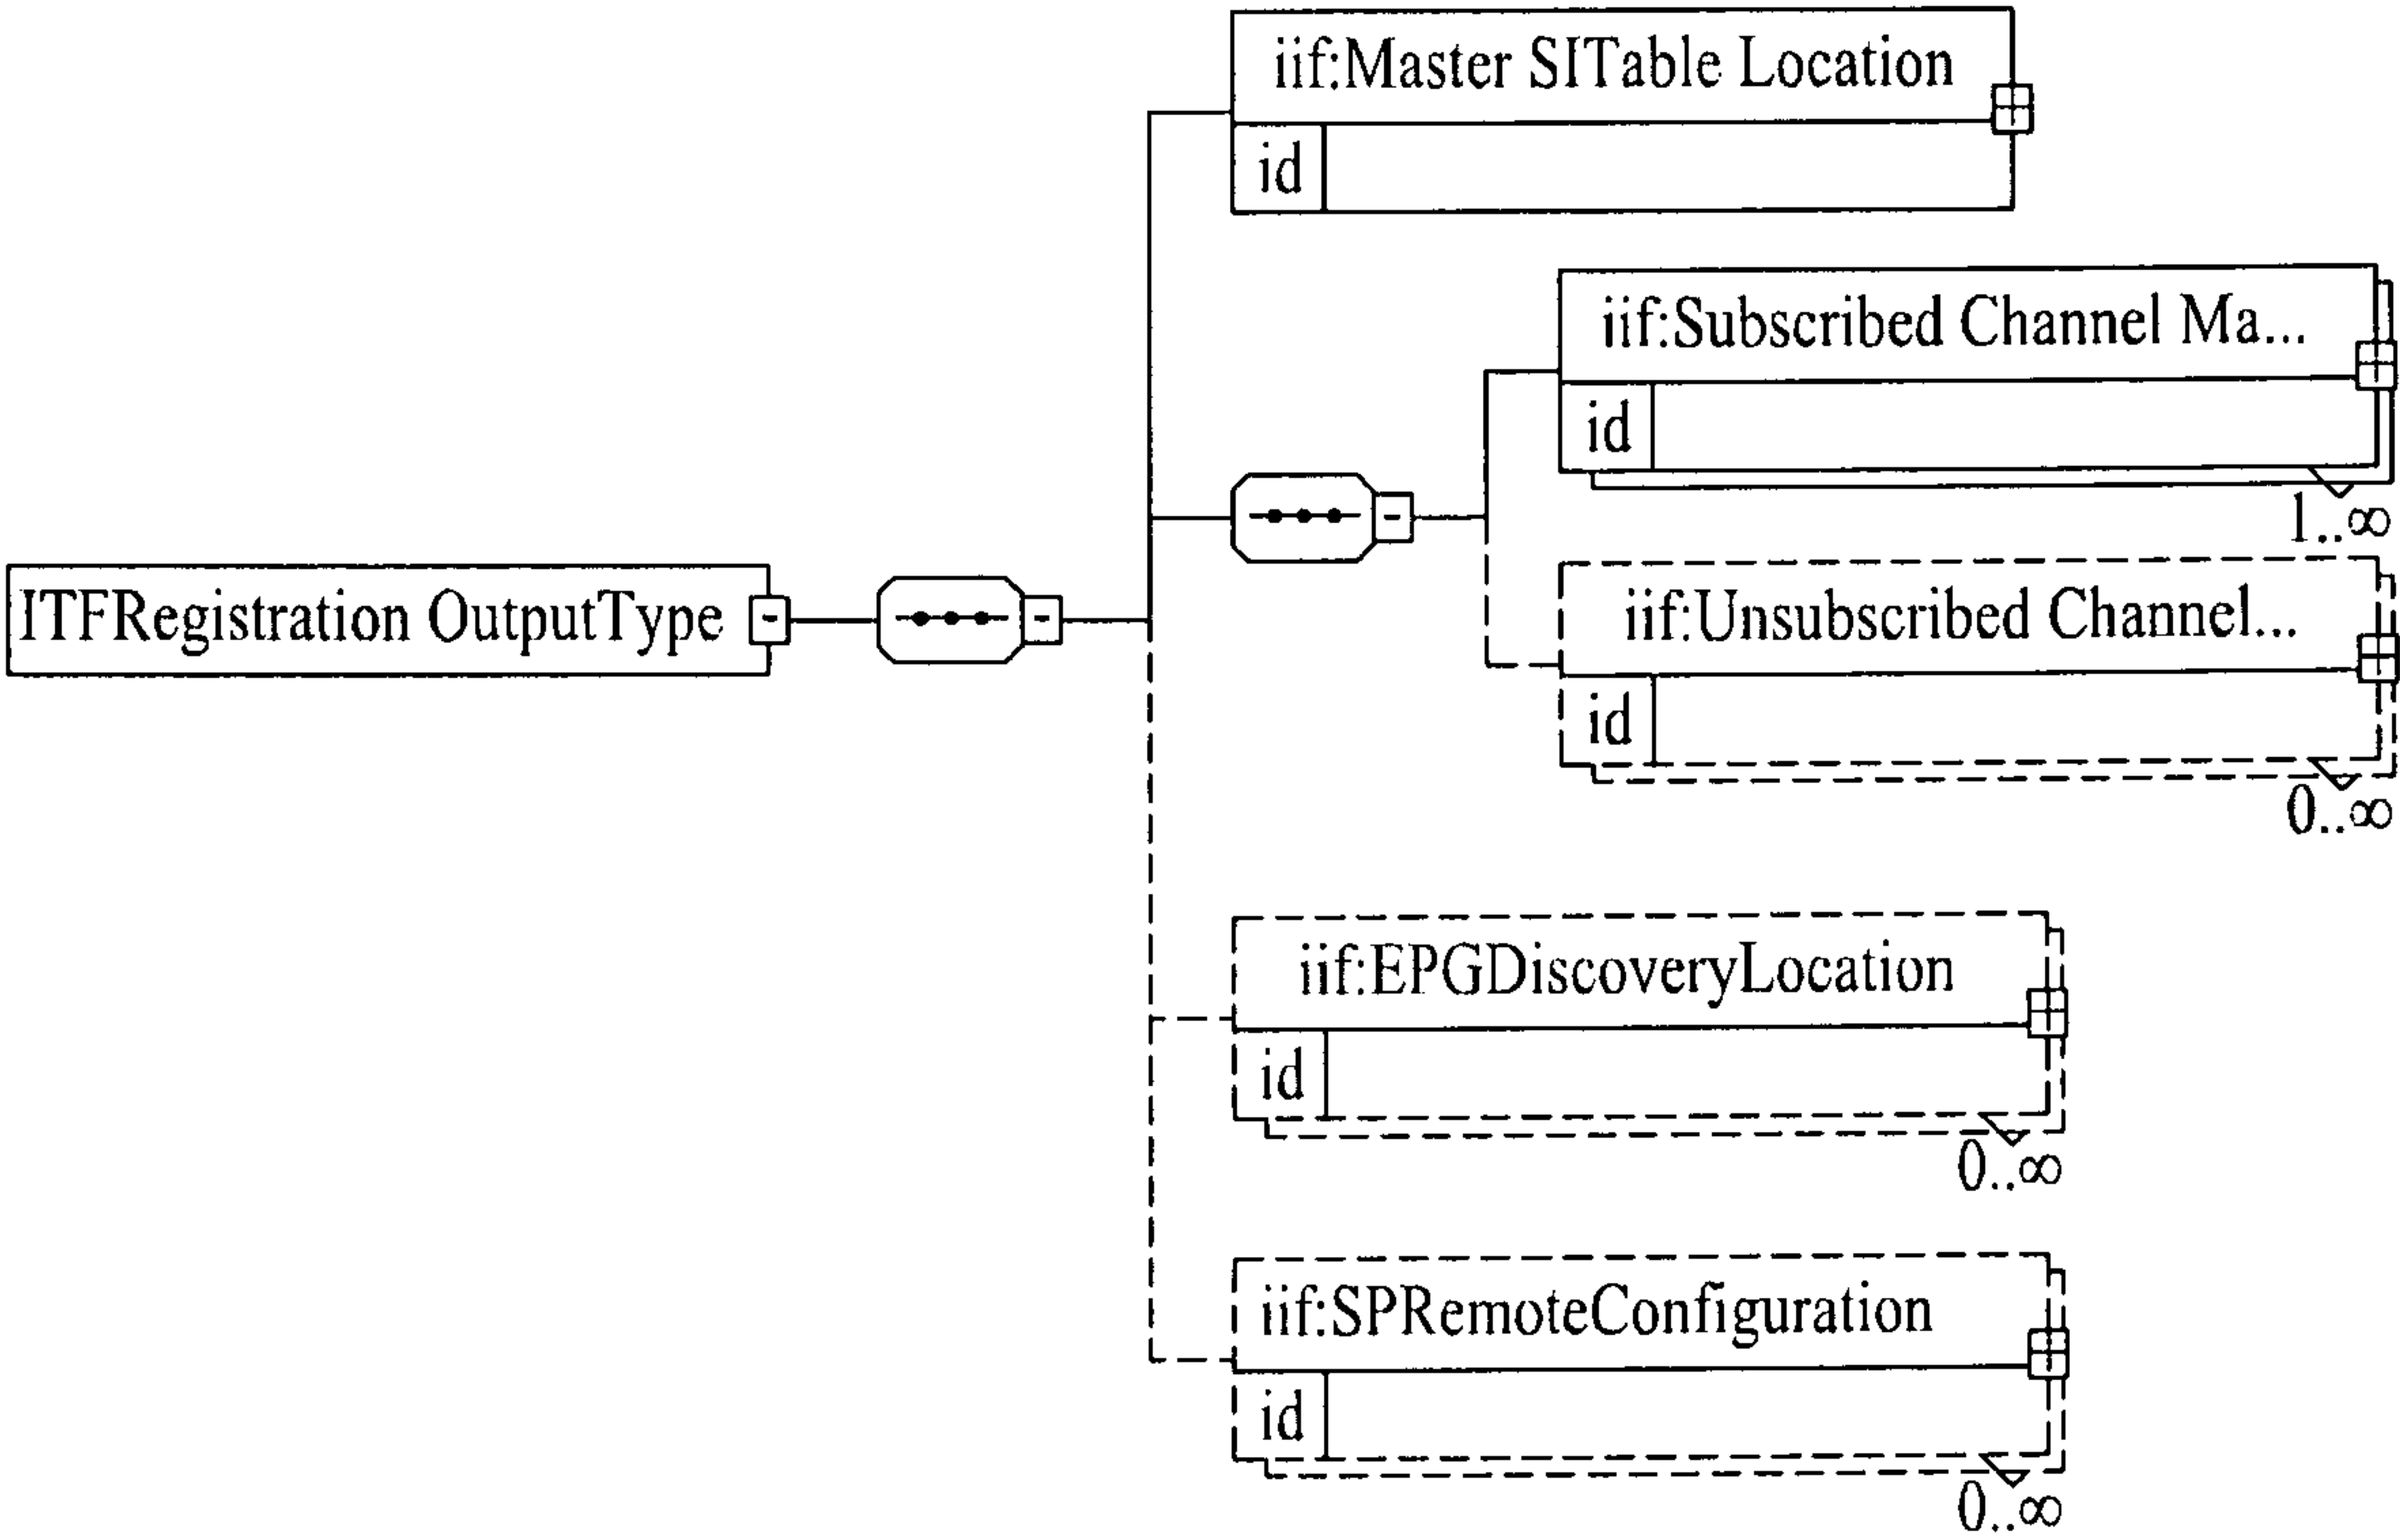 iif:Master SITable Location
id
iif:Subscribed Channel Ma...
id
1..∞
ITFRegistration OutputType
iif:Unsubscribed Channel...
id
0..∞
iif:EPGDiscoveryLocation
id
0..∞
iif:SPRemoteConfiguration
id
0..∞